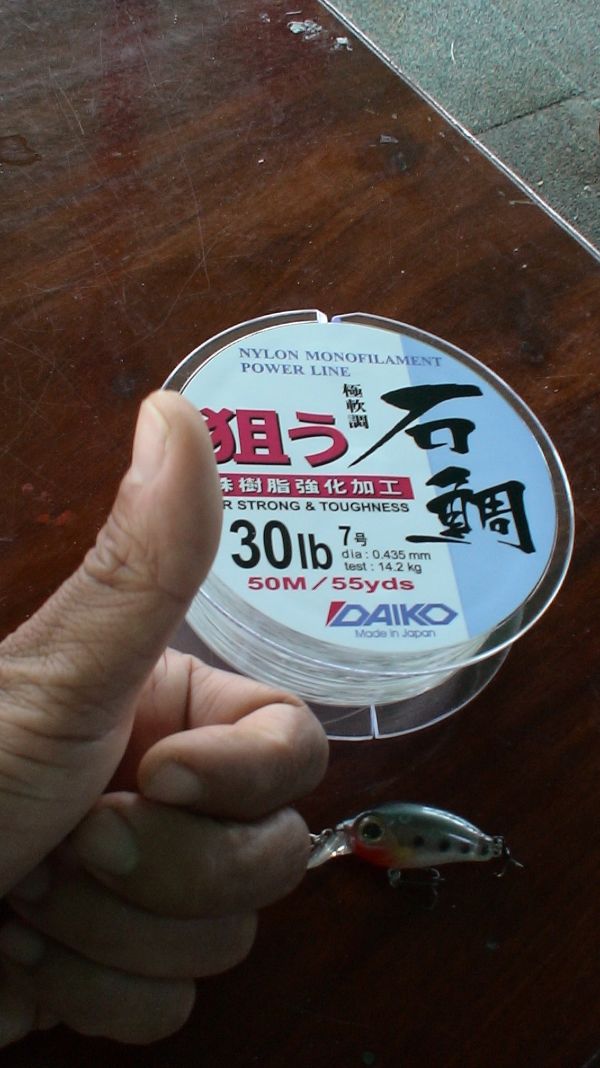 NYLON MONOFILAMENT
POWER LINE
極軟調
石鯛
狙う
樹脂強化加工
STRONG & TOUGHNESS
30lb
7号
dia : 0.435 mm
test : 14.2 kg
50M/55yds
DAIKO
Made in Japan